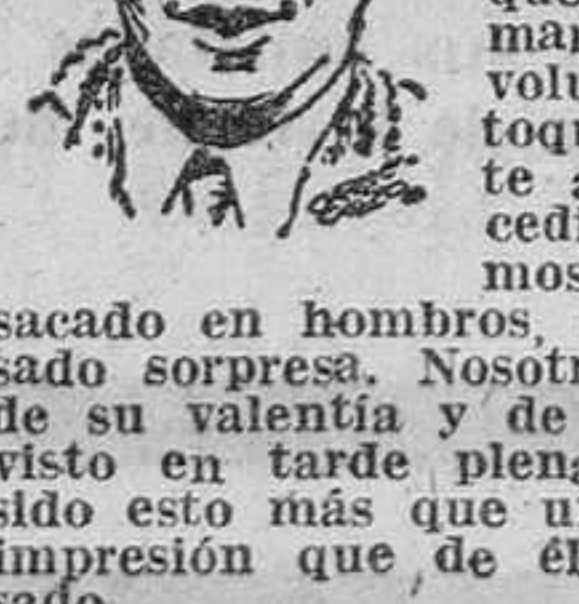 que
mar
volu
toqu
te
cedi
mos
sacado en hombros,
sado sorpresa. Nosotr
de su valentía y de
visto en tarde plena
sido esto más que u
impresión que de él
sado